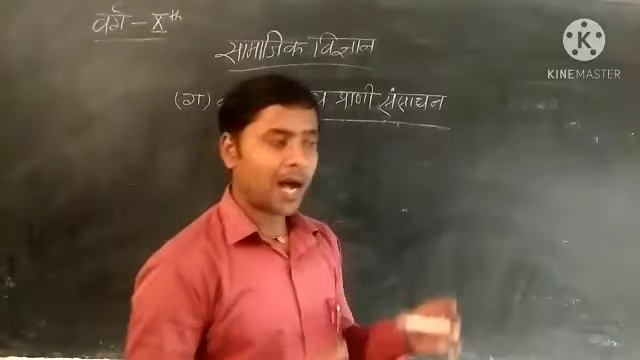 वर्ग - Xth
सामाजिक विज्ञान
(ग) प्राणी संसाधन
KINEMASTER